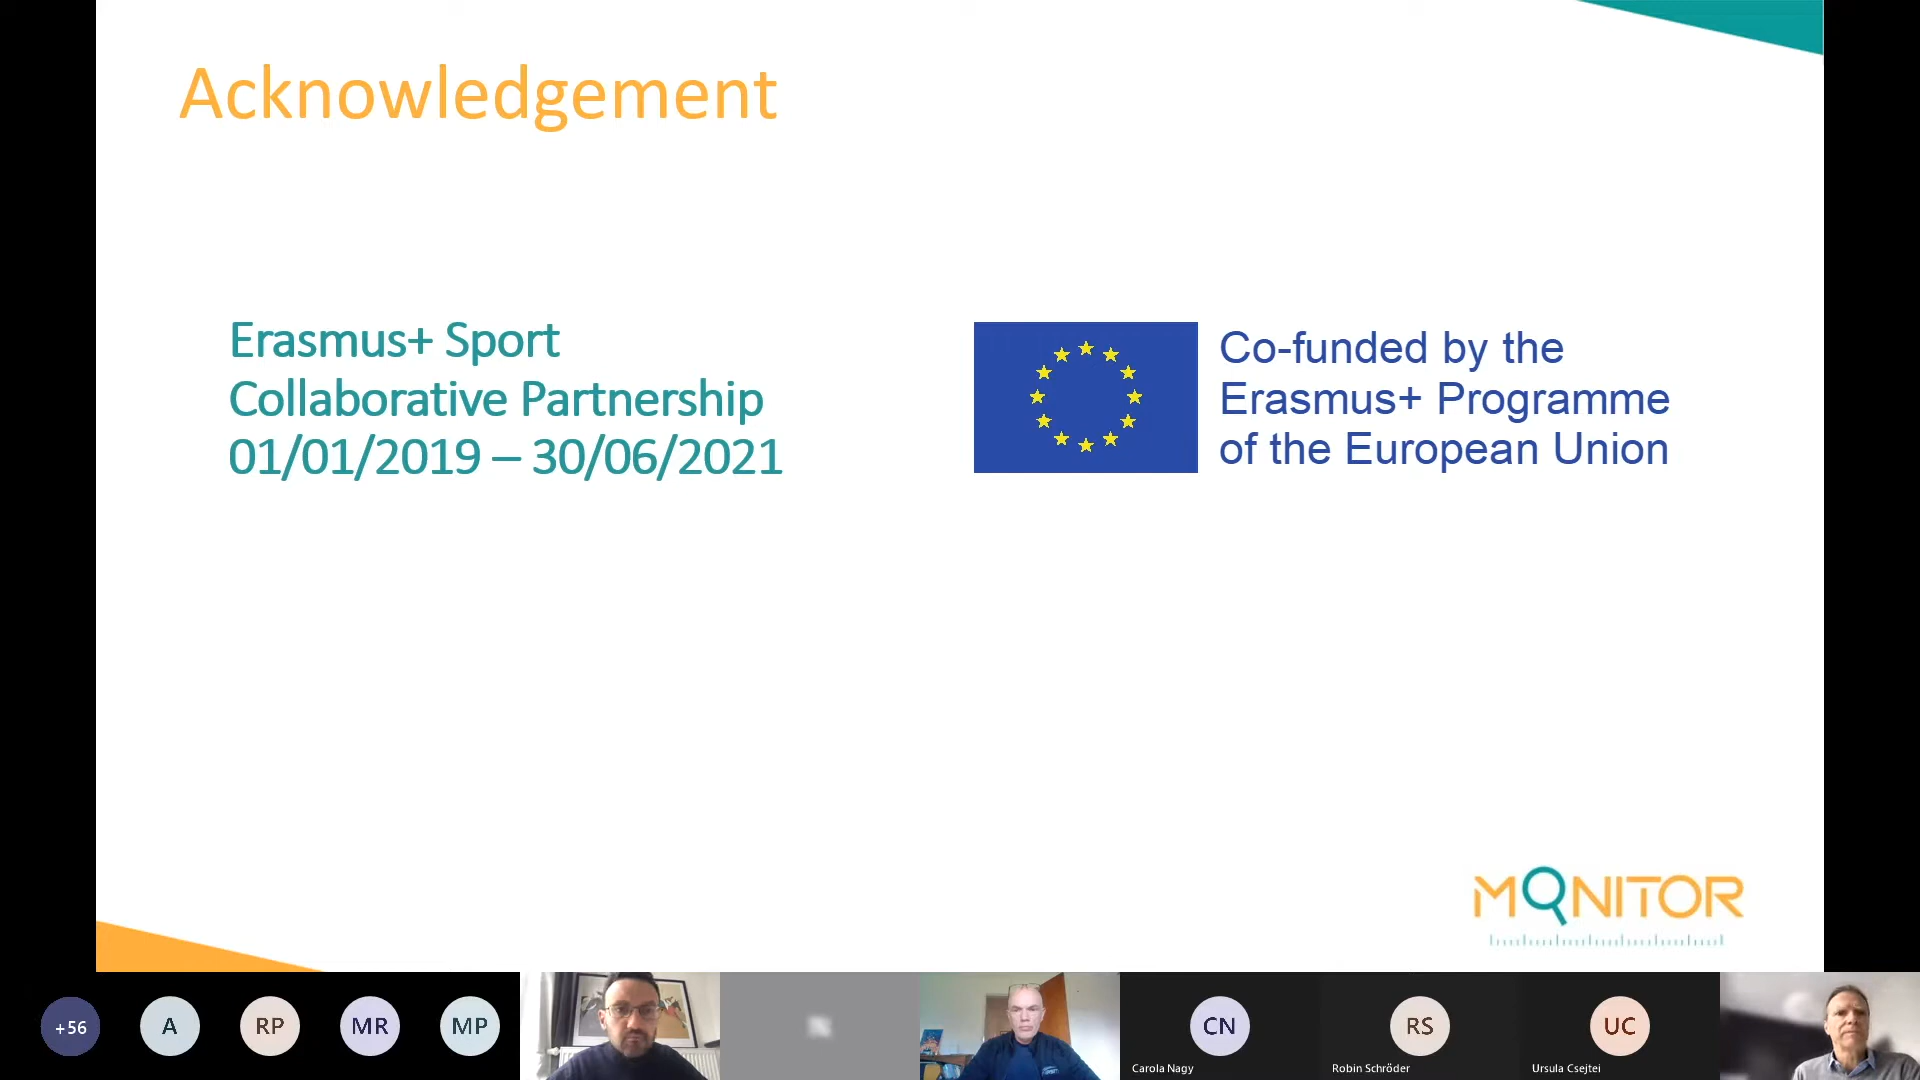 Acknowledgement
Erasmus+ Sport
Collaborative Partnership
01/01/2019 – 30/06/2021
Co-funded by the
Erasmus+ Programme
of the European Union
MONITOR
+56
A
RP
MR
MP
CN
Carola Nagy
RS
Robin Schröder
UC
Ursula Csejtei